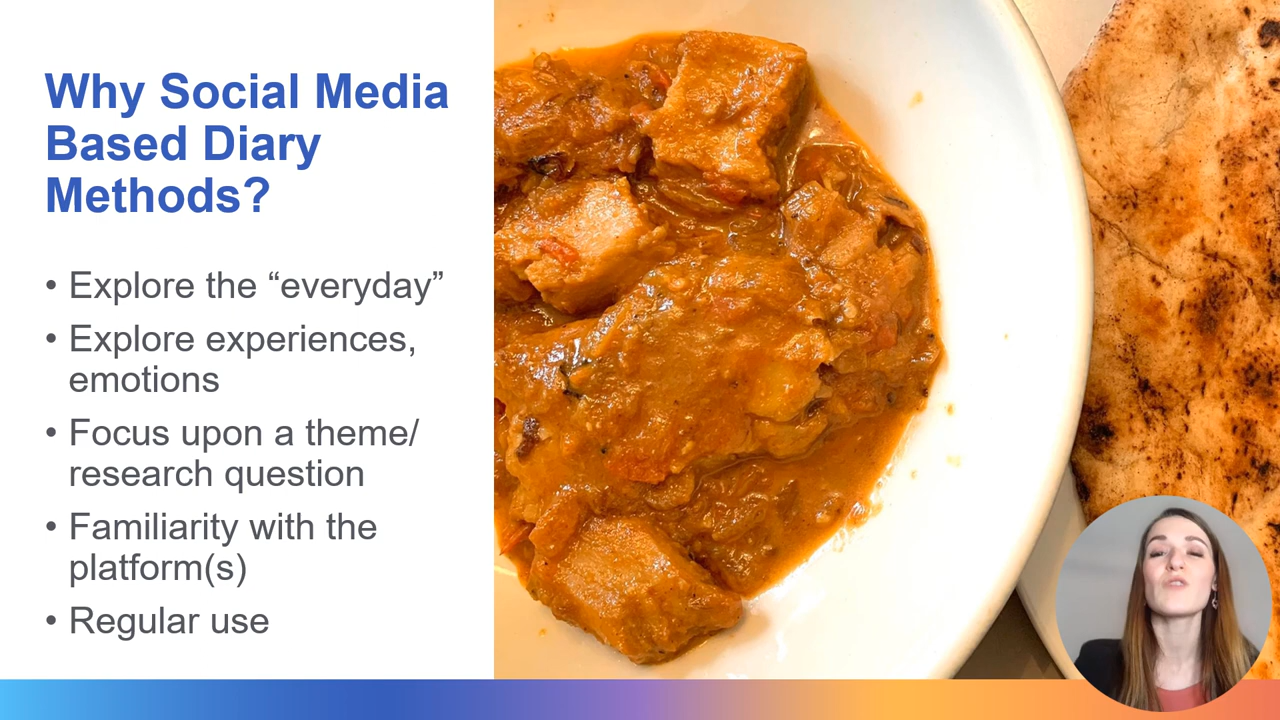 Why Social Media
Based Diary
Methods?
• Explore the “everyday”
• Explore experiences,
emotions
• Focus upon a theme/
research question
• Familiarity with the
platform(s)
• Regular use